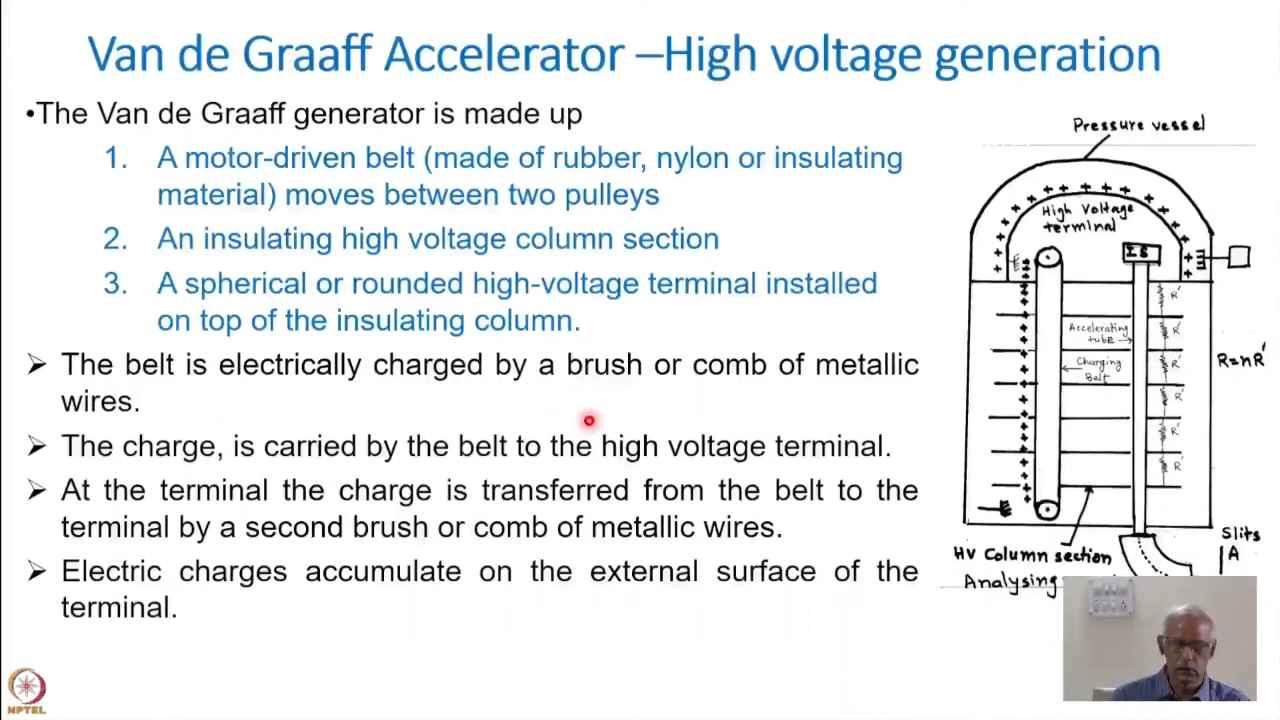 Van de Graaff Accelerator –High voltage generation
•The Van de Graaff generator is made up
1. A motor-driven belt (made of rubber, nylon or insulating
material) moves between two pulleys
2. An insulating high voltage column section
3. A spherical or rounded high-voltage terminal installed
on top of the insulating column.
➢ The belt is electrically charged by a brush or comb of metallic
wires.
➢ The charge, is carried by the belt to the high voltage terminal.
➢ At the terminal the charge is transferred from the belt to the
terminal by a second brush or comb of metallic wires.
➢ Electric charges accumulate on the external surface of the
terminal.
Pressure vessel
High Voltage
terminal
IS
R'
Accelerating
tube
R'
Charging
Belt
R'
R=nR'
R'
R'
R'
HV Column section
Analysing
Slits
A
NPTEL